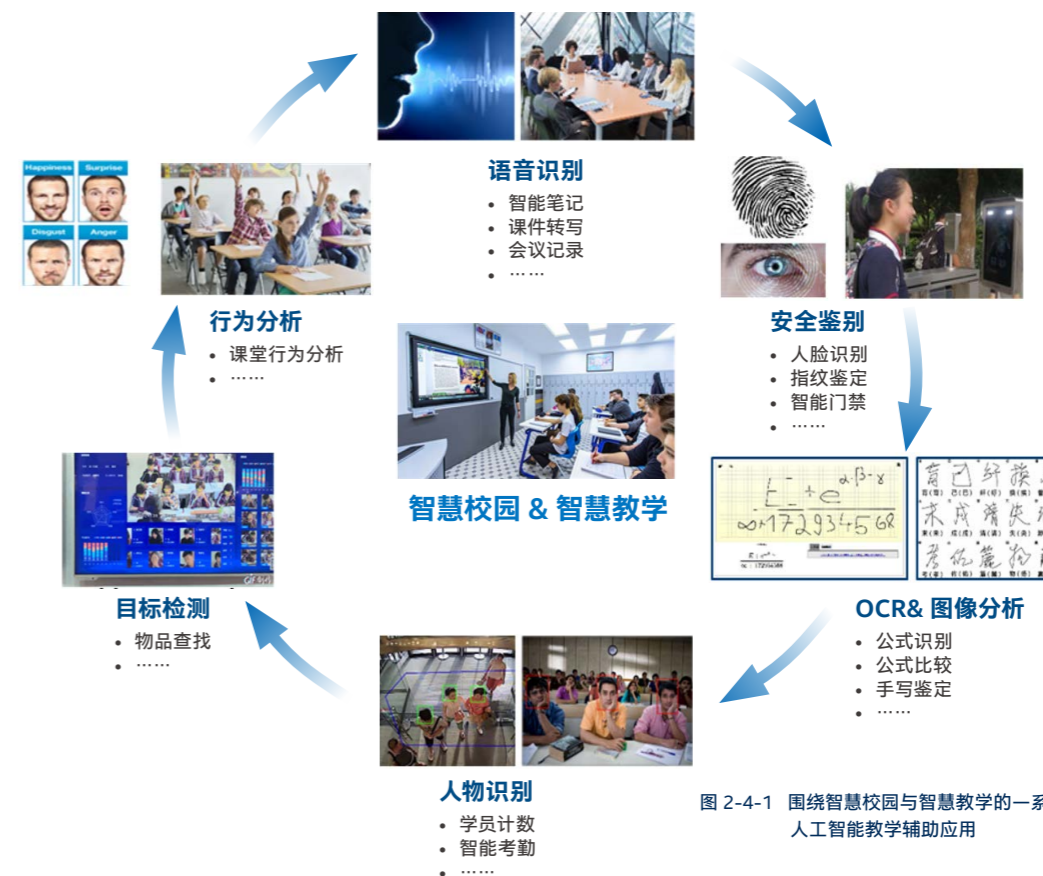 语音识别
• 智能笔记
• 课件转写
• 会议记录
• ……
Happiness Surprise
Disgust Anger
行为分析
• 课堂行为分析
• ……
安全鉴别
• 人脸识别
• 指纹鉴定
• 智能门禁
• ……
智慧校园 & 智慧教学
目标检测
• 物品查找
• ……
OCR& 图像分析
• 公式识别
• 公式比较
• 手写鉴定
• ……
人物识别
• 学员计数
• 智能考勤
• ……
图 2-4-1 围绕智慧校园与智慧教学的一系
人工智能教学辅助应用